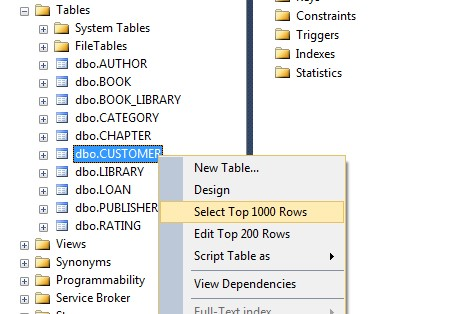 Tables
System Tables
FileTables
dbo.AUTHOR
dbo.BOOK
dbo.BOOK_LIBRARY
dbo.CATEGORY
dbo.CHAPTER
dbo.CUSTOMER
dbo.LIBRARY
dbo.LOAN
dbo.PUBLISHER
dbo.RATING
Views
Synonyms
Programmability
Service Broker
New Table...
Design
Select Top 1000 Rows
Edit Top 200 Rows
Script Table as
View Dependencies
Full-Text index
Constraints
Triggers
Indexes
Statistics